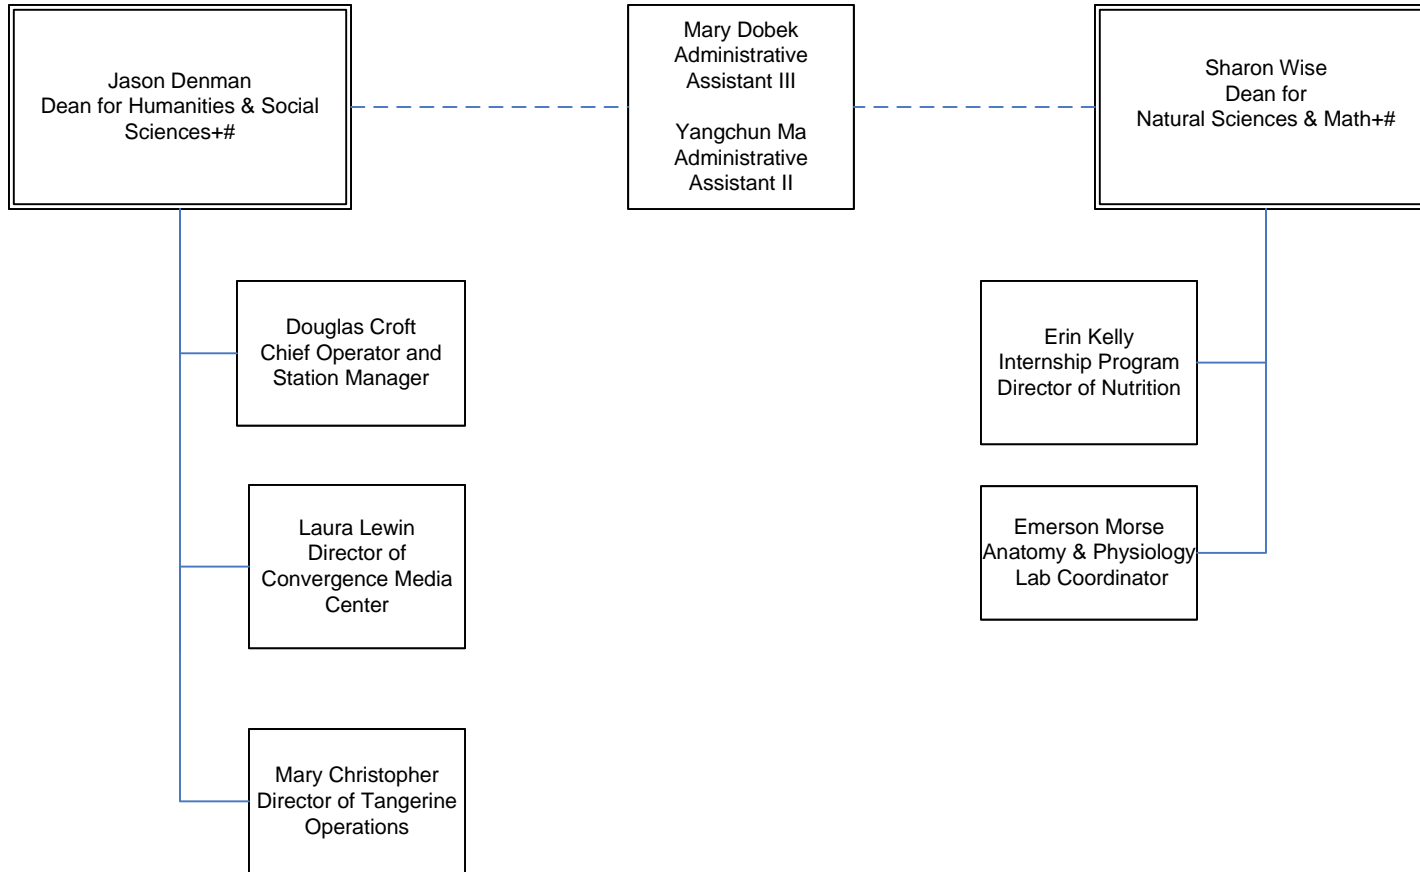 Jason Denman
Dean for Humanities & Social
Sciences+#
Mary Dobek
Administrative
Assistant III
Yangchun Ma
Administrative
Assistant II
Sharon Wise
Dean for
Natural Sciences & Math+#
Douglas Croft
Chief Operator and
Station Manager
Laura Lewin
Director of
Convergence Media
Center
Mary Christopher
Director of Tangerine
Operations
Erin Kelly
Internship Program
Director of Nutrition
Emerson Morse
Anatomy & Physiology
Lab Coordinator